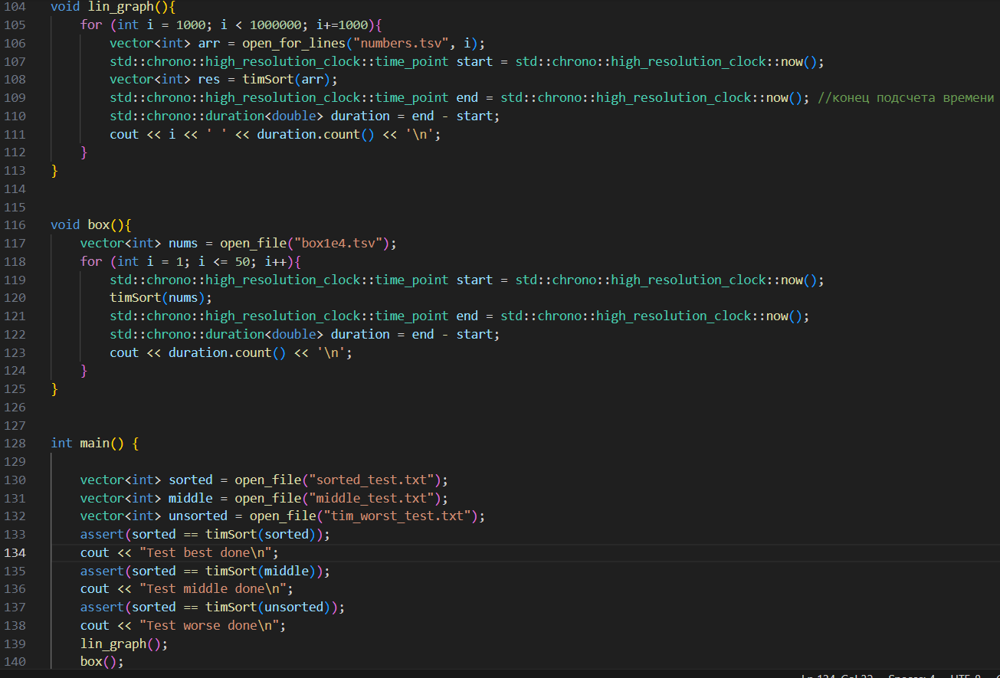 104 void lin_graph(){
105 for (int i = 1000; i < 1000000; i+=1000){
106 vector<int> arr = open_for_lines("numbers.tsv", i);
107 std::chrono::high_resolution_clock::time_point start = std::chrono::high_resolution_clock::now();
108 vector<int> res = timSort(arr);
109 std::chrono::high_resolution_clock::time_point end = std::chrono::high_resolution_clock::now(); //конец подсчета времени
110 std::chrono::duration<double> duration = end - start;
111 cout << i << ' ' << duration.count() << '\n';
112 }
113 }
114
115
116 void box(){
117 vector<int> nums = open_file("box1e4.tsv");
118 for (int i = 1; i <= 50; i++){
119 std::chrono::high_resolution_clock::time_point start = std::chrono::high_resolution_clock::now();
120 timSort(nums);
121 std::chrono::high_resolution_clock::time_point end = std::chrono::high_resolution_clock::now();
122 std::chrono::duration<double> duration = end - start;
123 cout << duration.count() << '\n';
124 }
125 }
126
127
128 int main() {
129
130 vector<int> sorted = open_file("sorted_test.txt");
131 vector<int> middle = open_file("middle_test.txt");
132 vector<int> unsorted = open_file("tim_worst_test.txt");
133 assert(sorted == timSort(sorted));
134 cout << "Test best done\n";
135 assert(sorted == timSort(middle));
136 cout << "Test middle done\n";
137 assert(sorted == timSort(unsorted));
138 cout << "Test worse done\n";
139 lin_graph();
140 box();